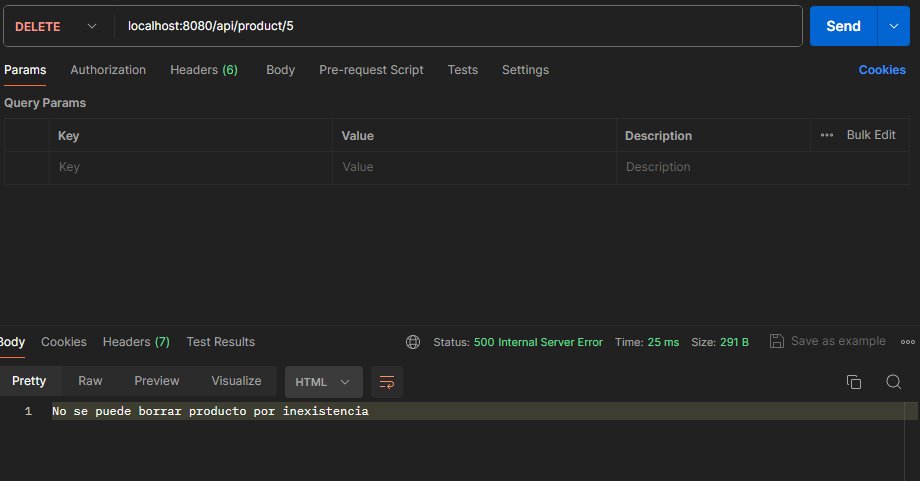 DELETE localhost:8080/api/product/5 Send
Params Authorization Headers (6) Body Pre-request Script Tests Settings Cookies
Query Params
Key Value Description Bulk Edit
Key Value Description
Body Cookies Headers (7) Test Results Status: 500 Internal Server Error Time: 25 ms Size: 291 B Save as example
Pretty Raw Preview Visualize HTML
1 No se puede borrar producto por inexistencia